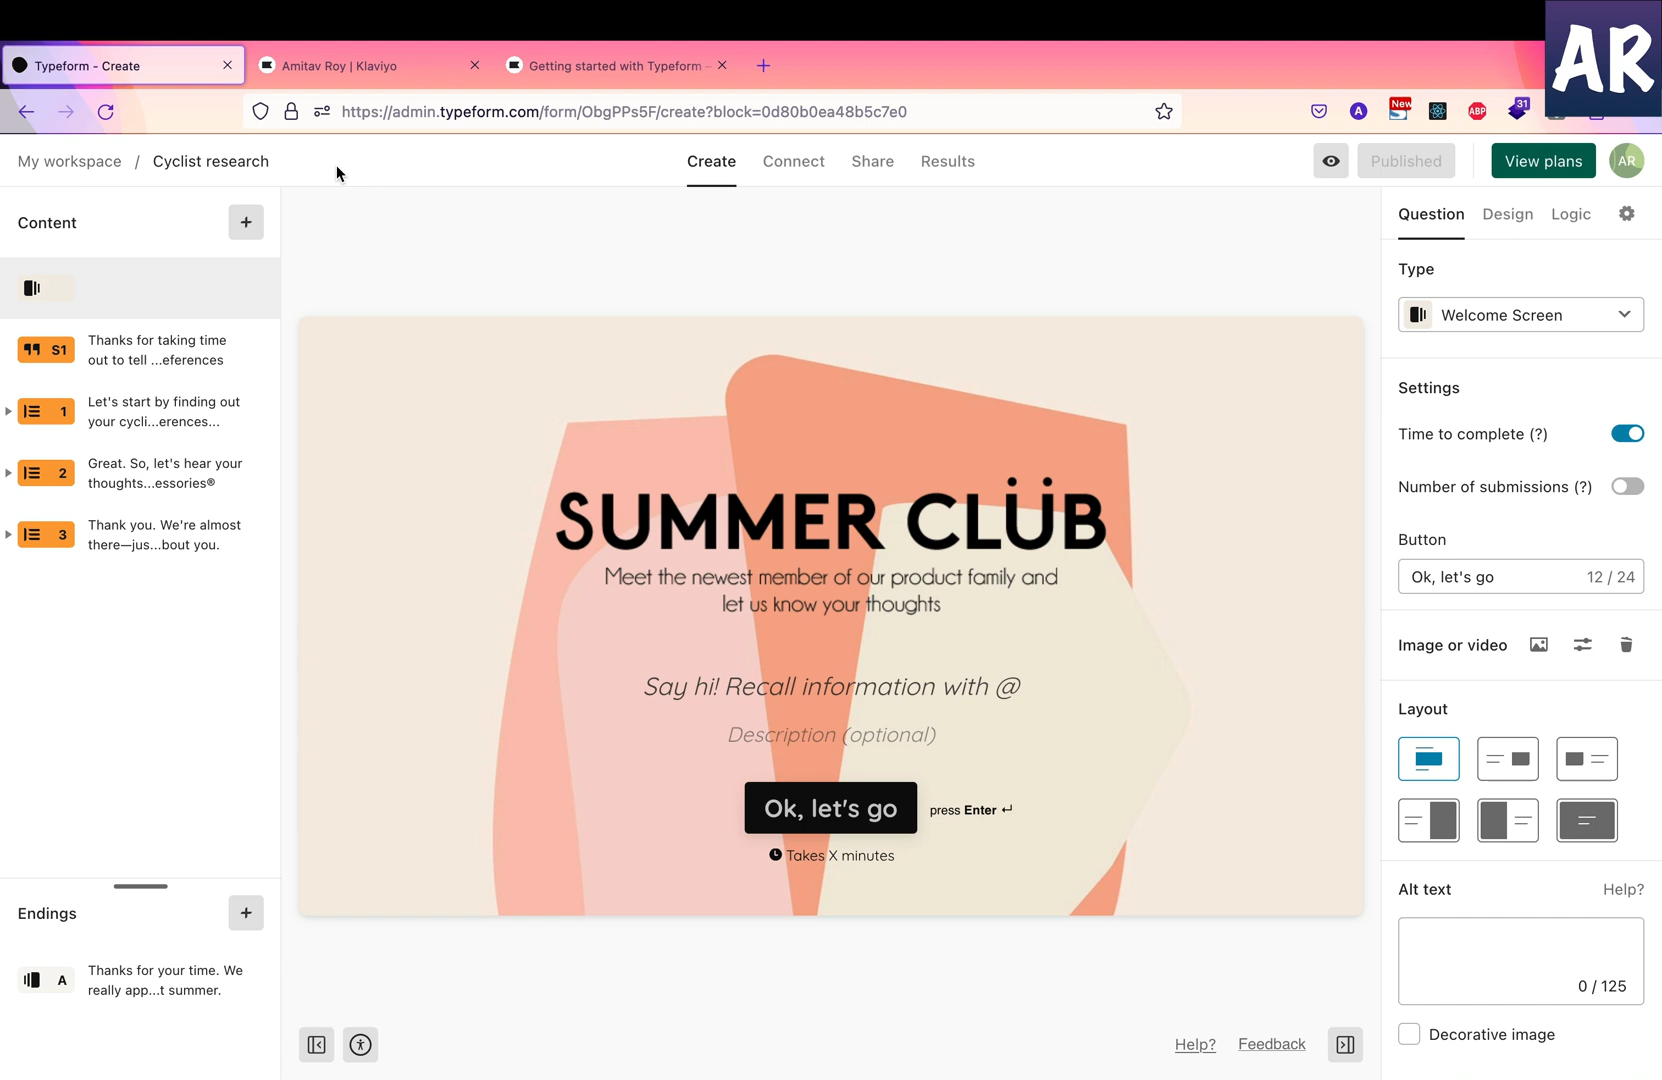 AR
Typeform - Create
Amitav Roy | Klaviyo
Getting started with Typeform –
https://admin.typeform.com/form/ObgPPs5F/create?block=0d80b0ea48b5c7e0
A
New
ABP
31
My workspace / Cyclist research
Create
Connect
Share
Results
Published
View plans
AR
Content
+
S1
Thanks for taking time
out to tell ...eferences
1
Let's start by finding out
your cycli...erences...
2
Great. So, let's hear your
thoughts...essories®
3
Thank you. We're almost
there—jus...bout you.
Endings
+
A
Thanks for your time. We
really app...t summer.
SUMMER CLÜB
Meet the newest member of our product family and
let us know your thoughts
Say hi! Recall information with @
Description (optional)
Ok, let's go
press Enter ↵
Takes X minutes
Help?
Feedback
Question
Design
Logic
Type
Welcome Screen
Settings
Time to complete (?)
Number of submissions (?)
Button
Ok, let's go
12 / 24
Image or video
Layout
Alt text
Help?
0 / 125
Decorative image